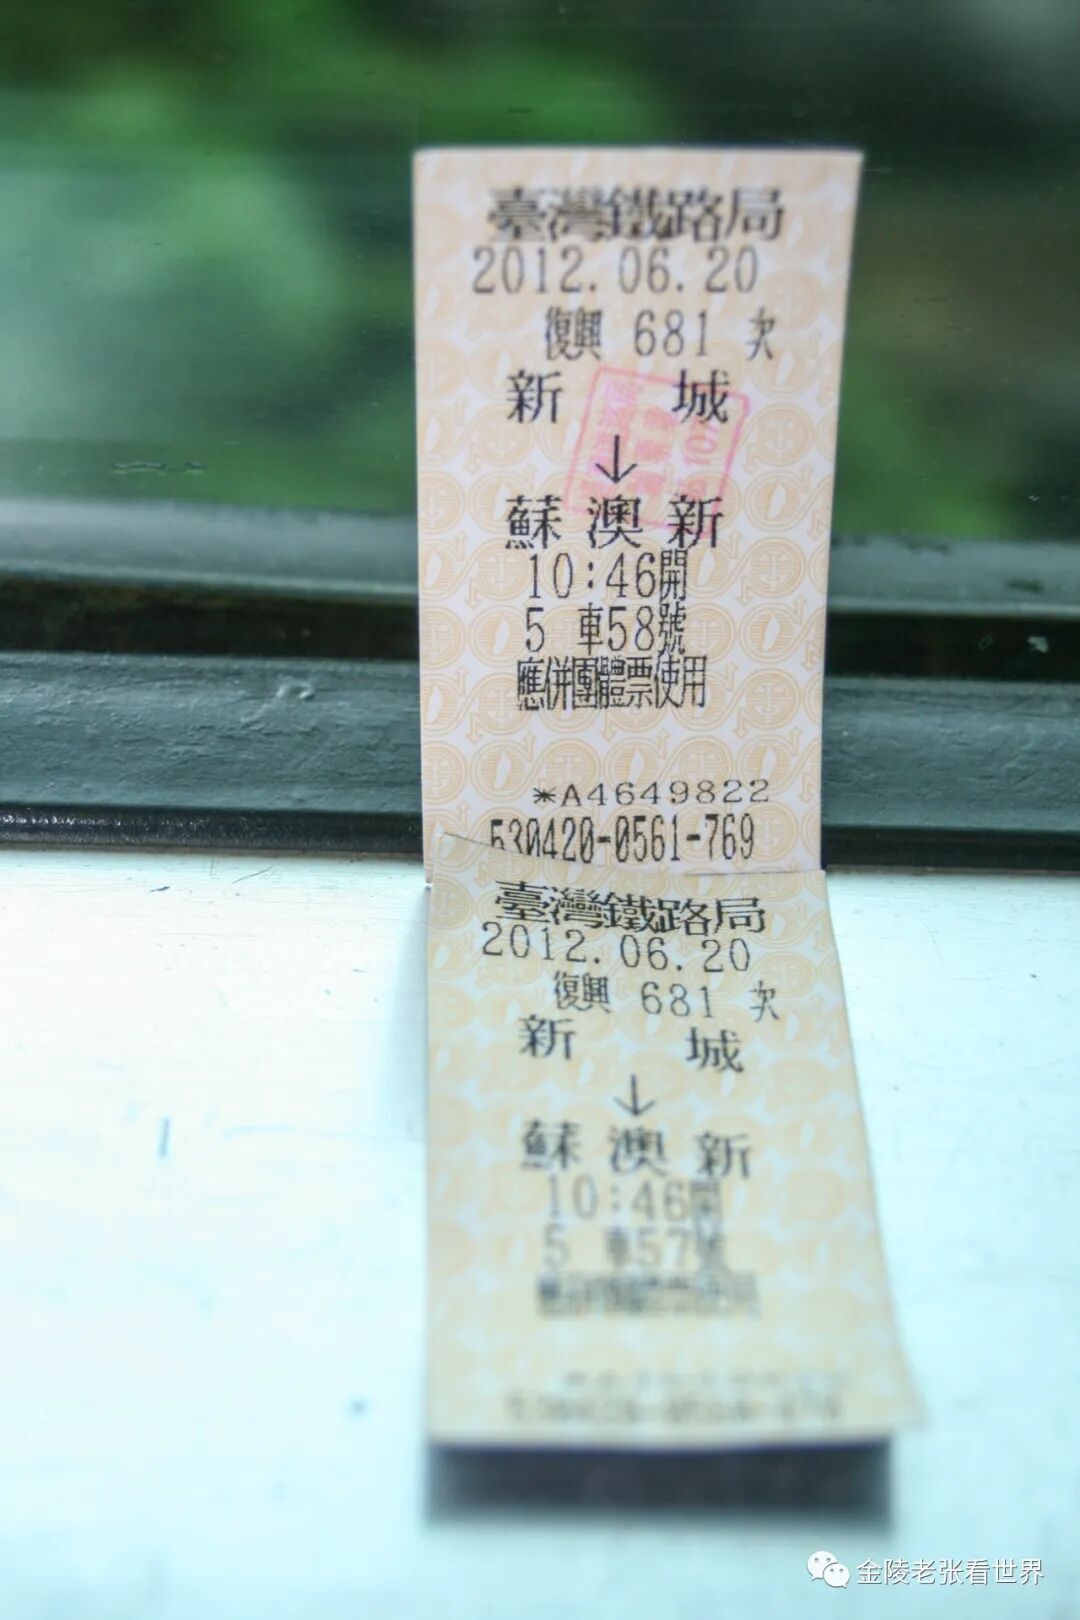 臺灣鐵路局
2012.06.20
復興 681 次
新 城
↓
蘇 澳 新
10:46開
5 車58號
應併團體票使用
*A4649822
530420-0561-769
臺灣鐵路局
2012.06.20
復興 681 次
新 城
↓
蘇 澳 新
10:46開
5 車57號
金陵老张看世界